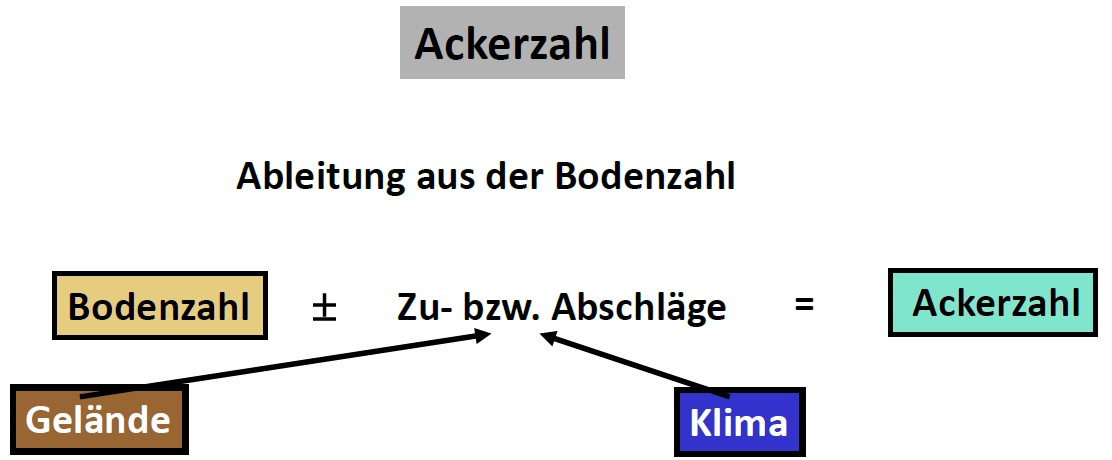 Ackerzahl
Ableitung aus der Bodenzahl
Bodenzahl ± Zu- bzw. Abschläge = Ackerzahl
Gelände Klima